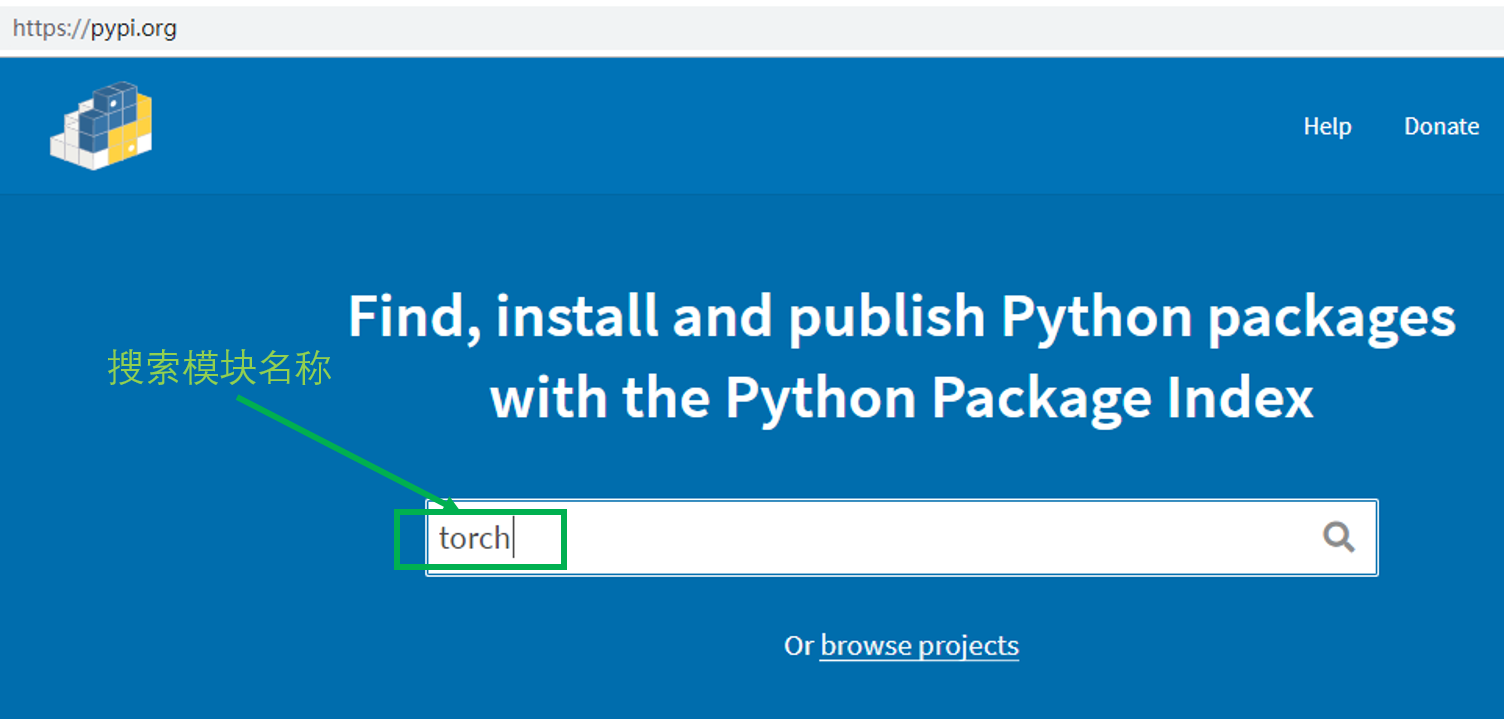 https://pypi.org
Help
Donate
Find, install and publish Python packages
with the Python Package Index
搜索模块名称
torch
Or browse projects